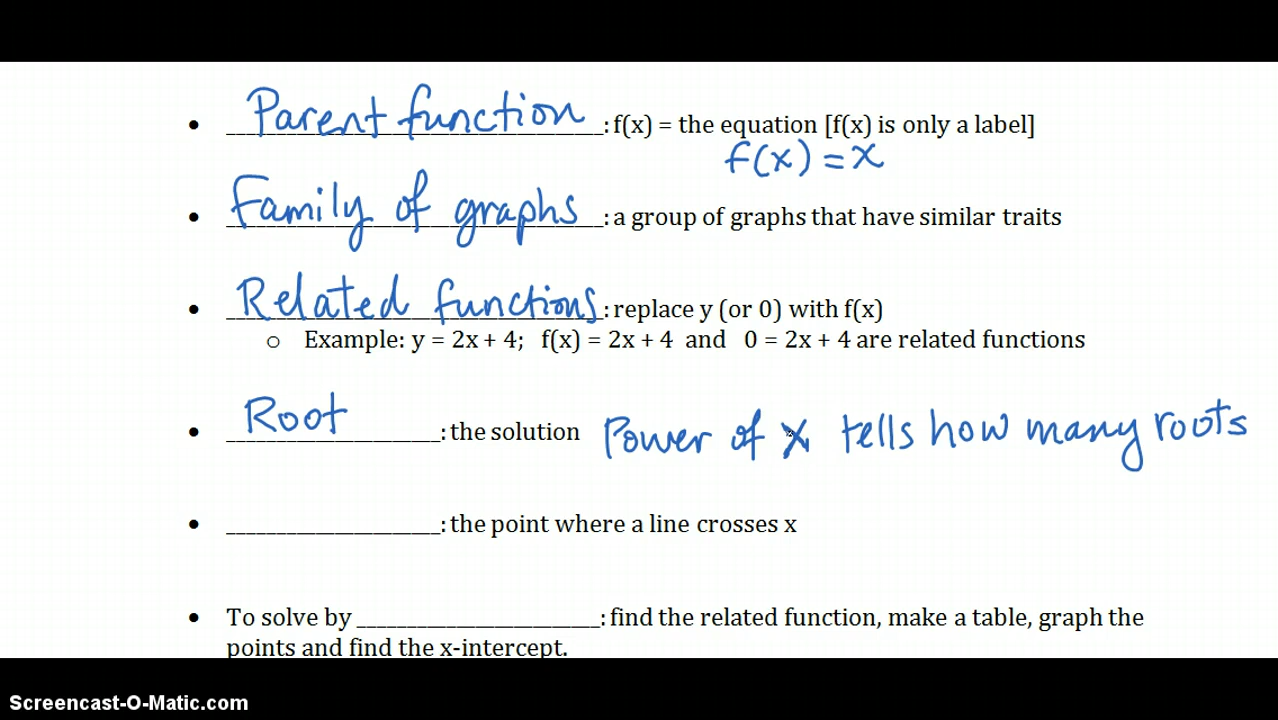 • Parent function: f(x) = the equation [f(x) is only a label]
f(x) = x
• Family of graphs: a group of graphs that have similar traits
• Related functions: replace y (or 0) with f(x)
o Example: y = 2x + 4; f(x) = 2x + 4 and 0 = 2x + 4 are related functions
• Root: the solution Power of x tells how many roots
• ____________________: the point where a line crosses x
• To solve by _______________________: find the related function, make a table, graph the
points and find the x-intercept.
Screencast-O-Matic.com